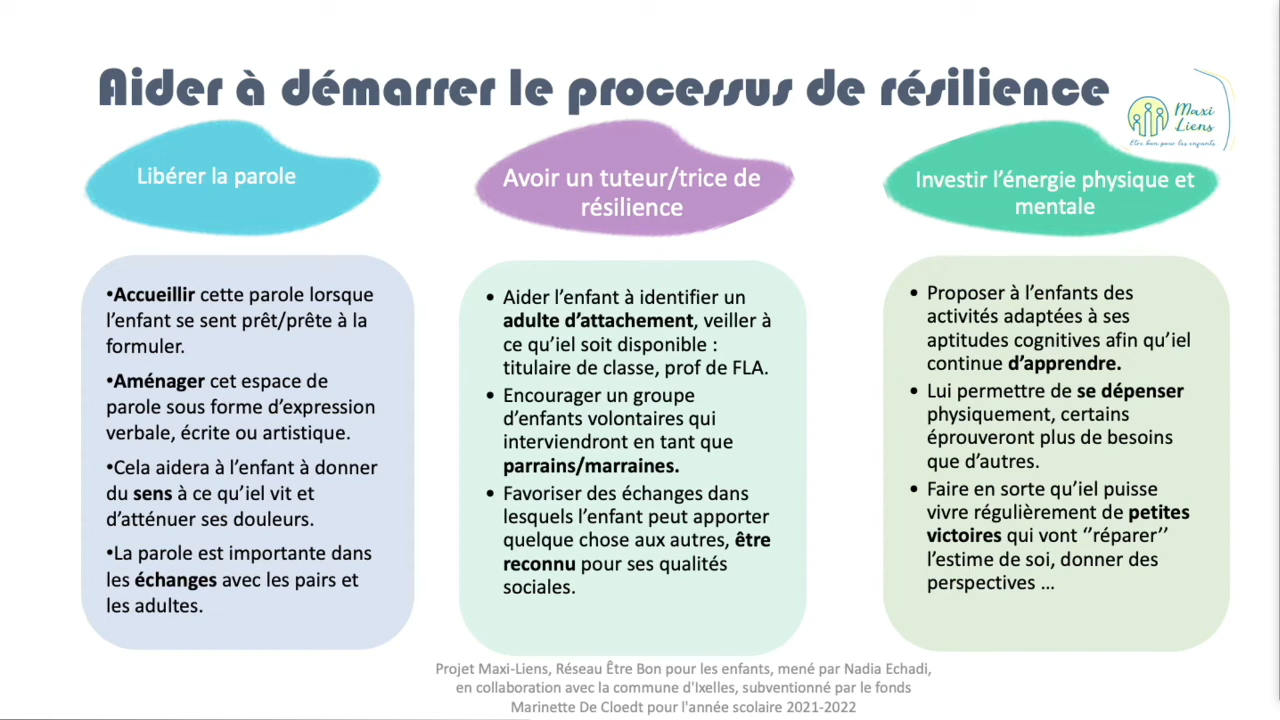 Aider à démarrer le processus de résilience
Maxi
Liens
Etre bon pour les enfants
Libérer la parole
•Accueillir cette parole lorsque
l’enfant se sent prêt/prête à la
formuler.
•Aménager cet espace de
parole sous forme d’expression
verbale, écrite ou artistique.
•Cela aidera à l’enfant à donner
du sens à ce qu’iel vit et
d’atténuer ses douleurs.
•La parole est importante dans
les échanges avec les pairs et
les adultes.
Avoir un tuteur/trice de
résilience
• Aider l’enfant à identifier un
adulte d’attachement, veiller à
ce qu’iel soit disponible :
titulaire de classe, prof de FLA.
• Encourager un groupe
d’enfants volontaires qui
interviendront en tant que
parrains/marraines.
• Favoriser des échanges dans
lesquels l’enfant peut apporter
quelque chose aux autres, être
reconnu pour ses qualités
sociales.
Investir l’énergie physique et
mentale
• Proposer à l’enfants des
activités adaptées à ses
aptitudes cognitives afin qu’iel
continue d’apprendre.
• Lui permettre de se dépenser
physiquement, certains
éprouveront plus de besoins
que d’autres.
• Faire en sorte qu’iel puisse
vivre régulièrement de petites
victoires qui vont ‘’réparer’’
l’estime de soi, donner des
perspectives …
Projet Maxi-Liens, Réseau Être Bon pour les enfants, mené par Nadia Echadi,
en collaboration avec la commune d'Ixelles, subventionné par le fonds
Marinette De Cloedt pour l'année scolaire 2021-2022